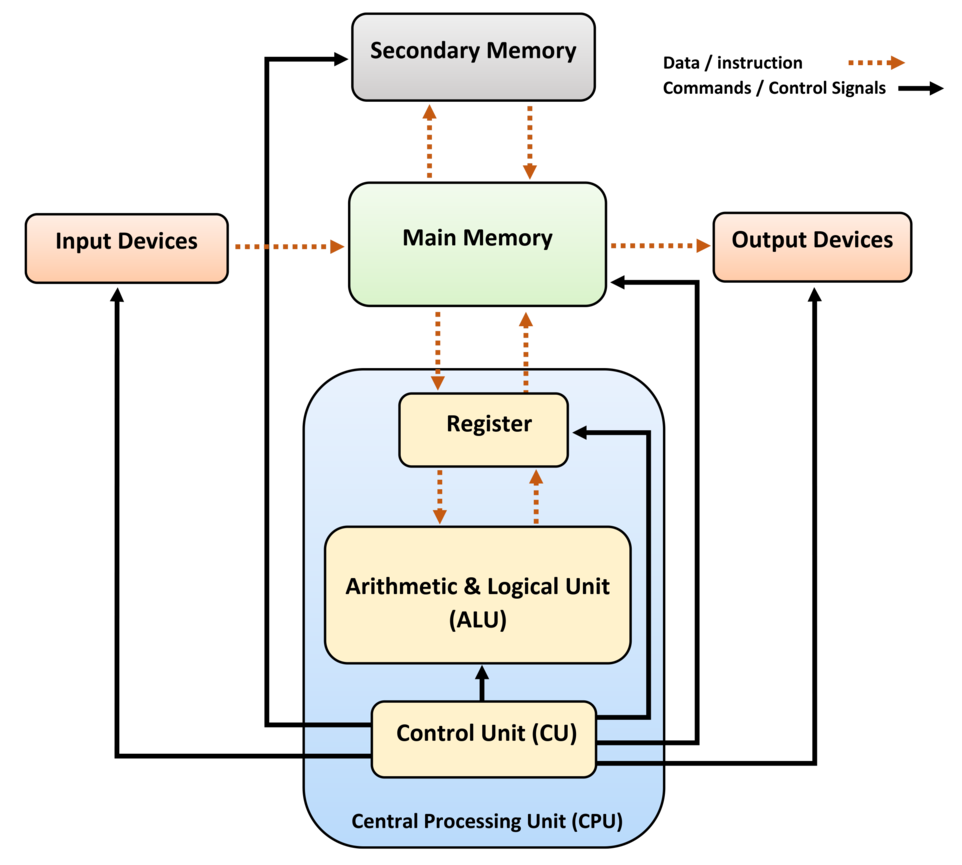 Secondary Memory
Data / instruction
Commands / Control Signals
Input Devices
Main Memory
Output Devices
Register
Arithmetic & Logical Unit
(ALU)
Control Unit (CU)
Central Processing Unit (CPU)